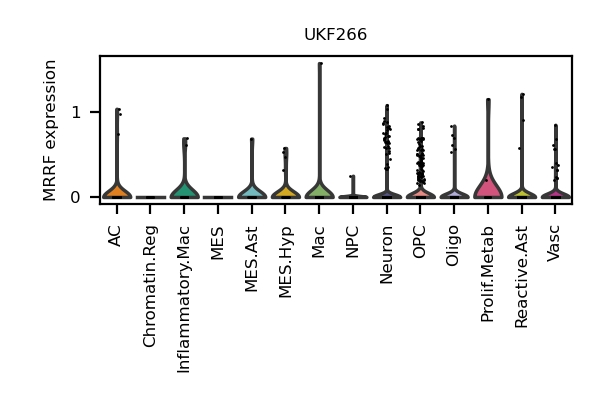 UKF266
MRRF expression
1
0
AC
Chromatin.Reg
Inflammatory.Mac
MES
MES.Ast
MES.Hyp
Mac
NPC
Neuron
OPC
Oligo
Prolif.Metab
Reactive.Ast
Vasc